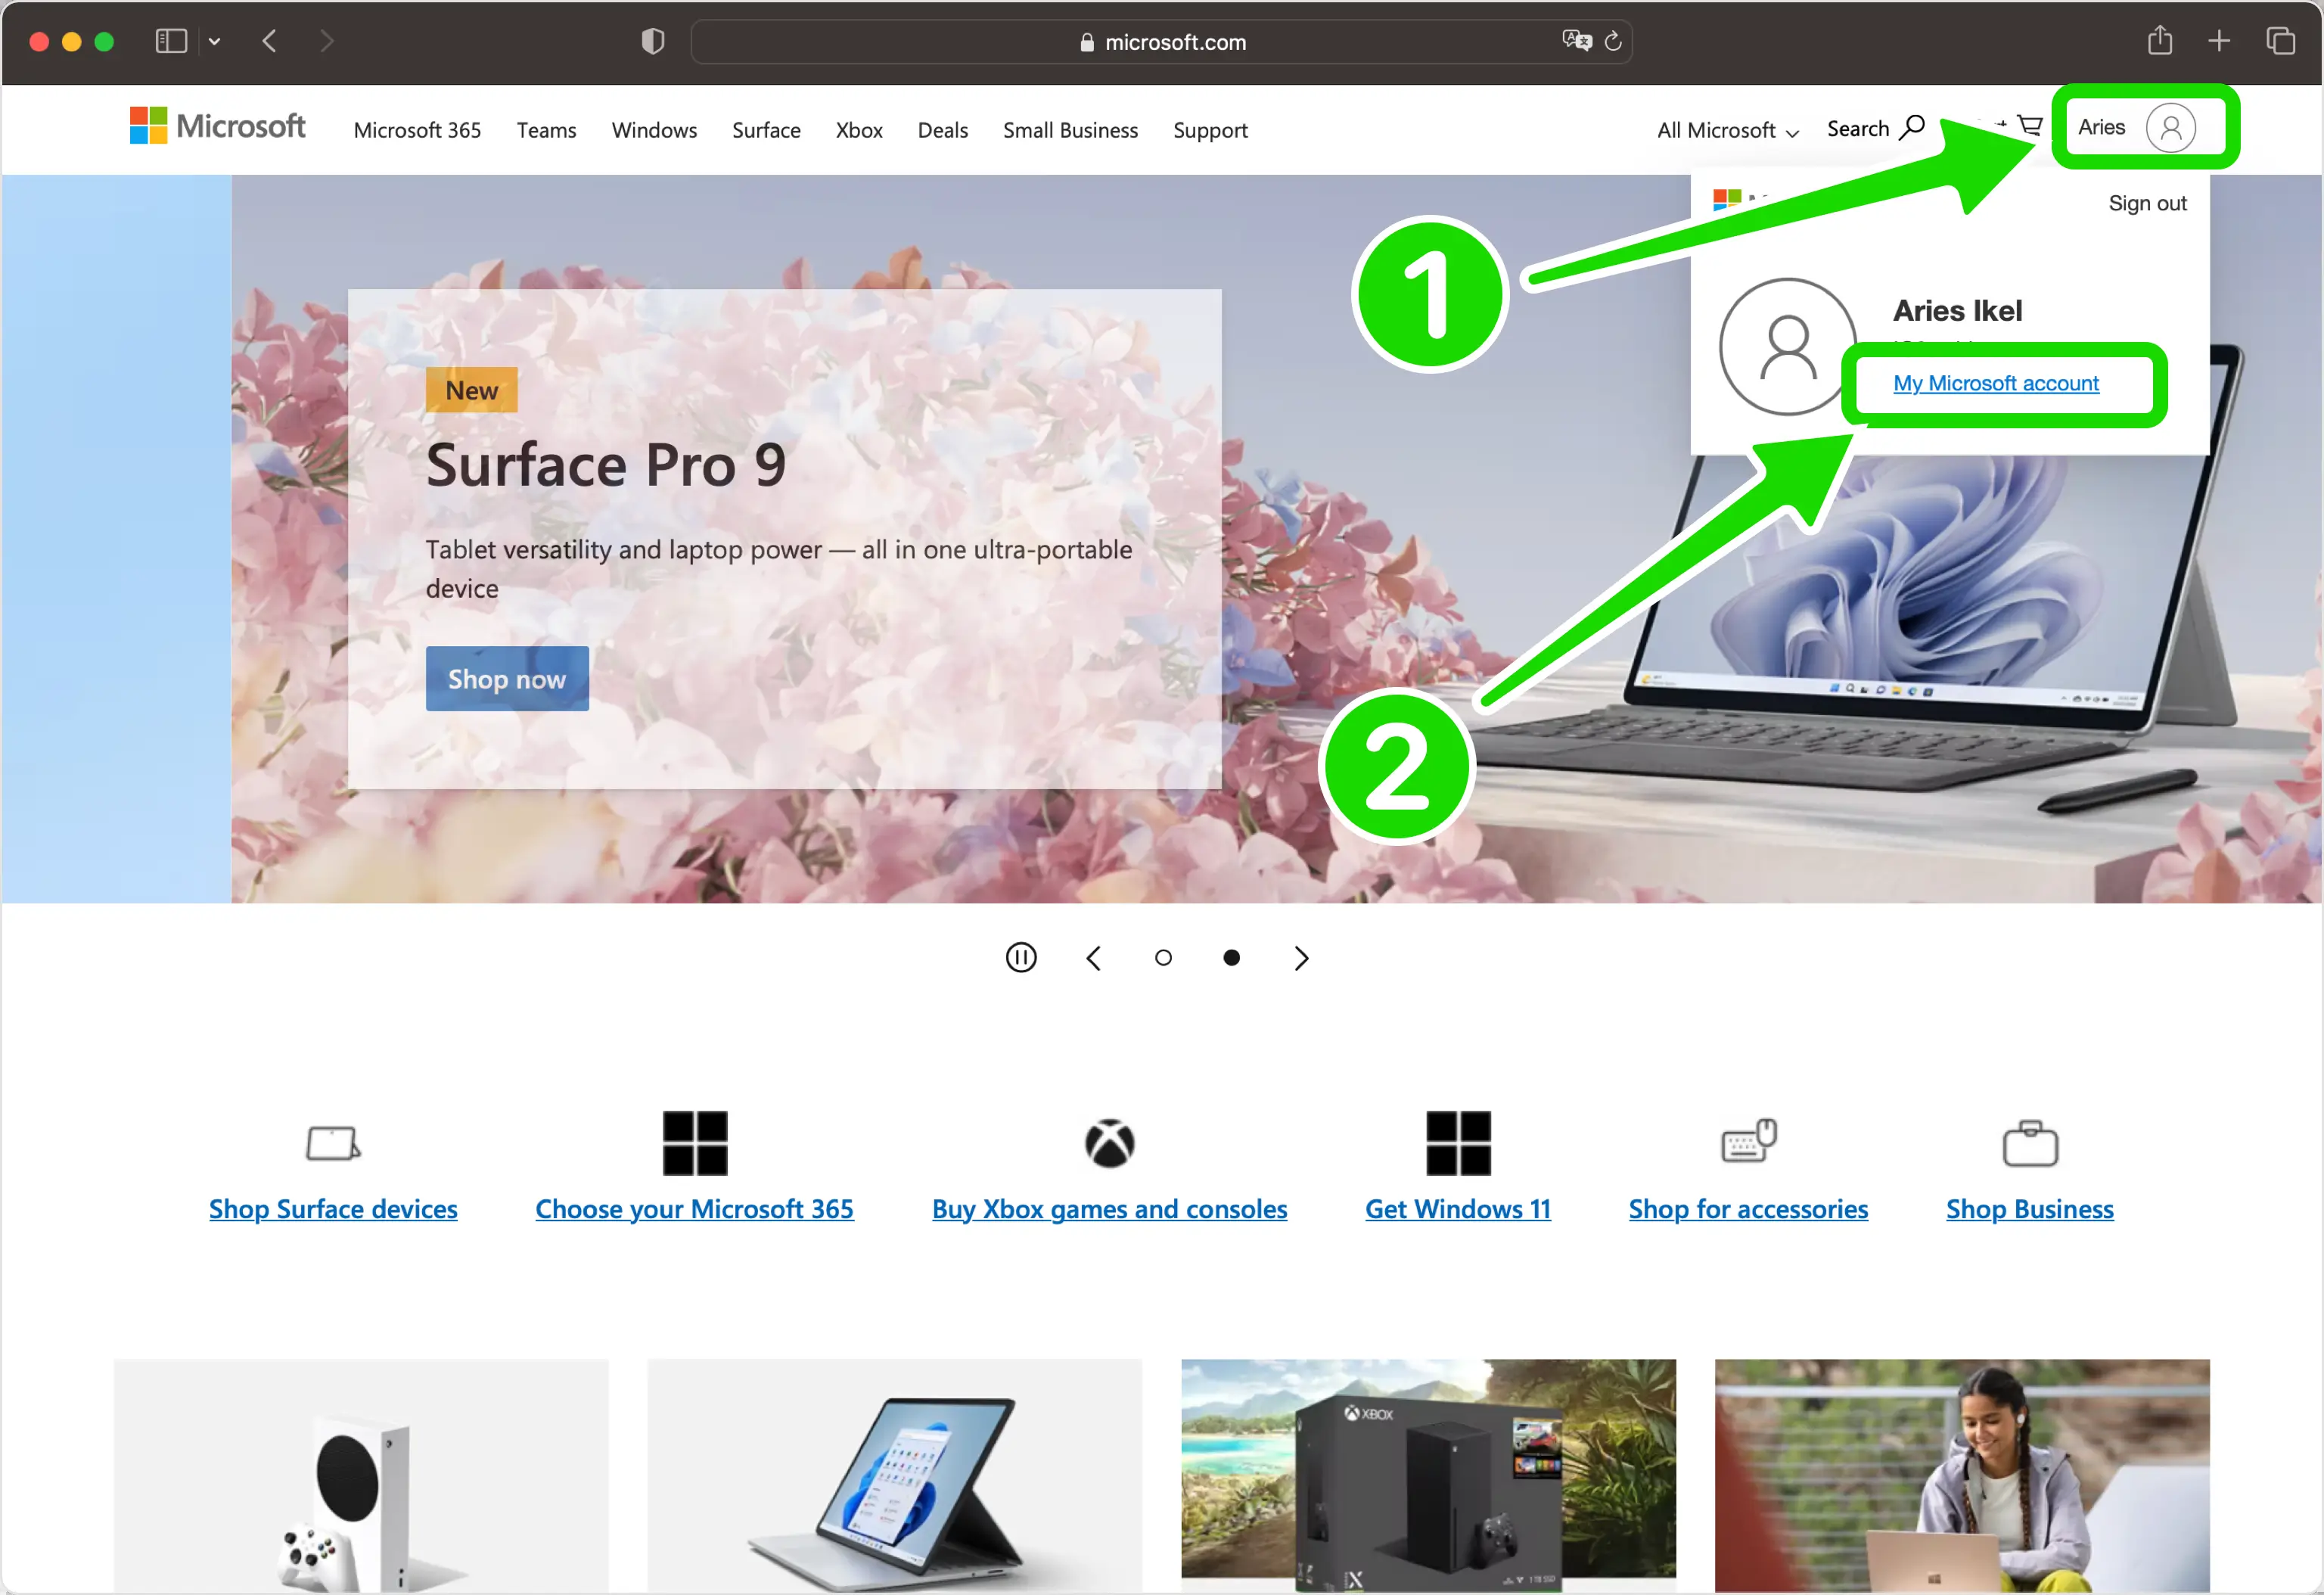 microsoft.com
Microsoft
Microsoft 365
Teams
Windows
Surface
Xbox
Deals
Small Business
Support
All Microsoft
Search
Aries
Sign out
1
Aries Ikel
My Microsoft account
New
Surface Pro 9
Tablet versatility and laptop power — all in one ultra-portable
device
Shop now
2
Shop Surface devices
Choose your Microsoft 365
Buy Xbox games and consoles
Get Windows 11
Shop for accessories
Shop Business
XBOX
X
1TB SSD